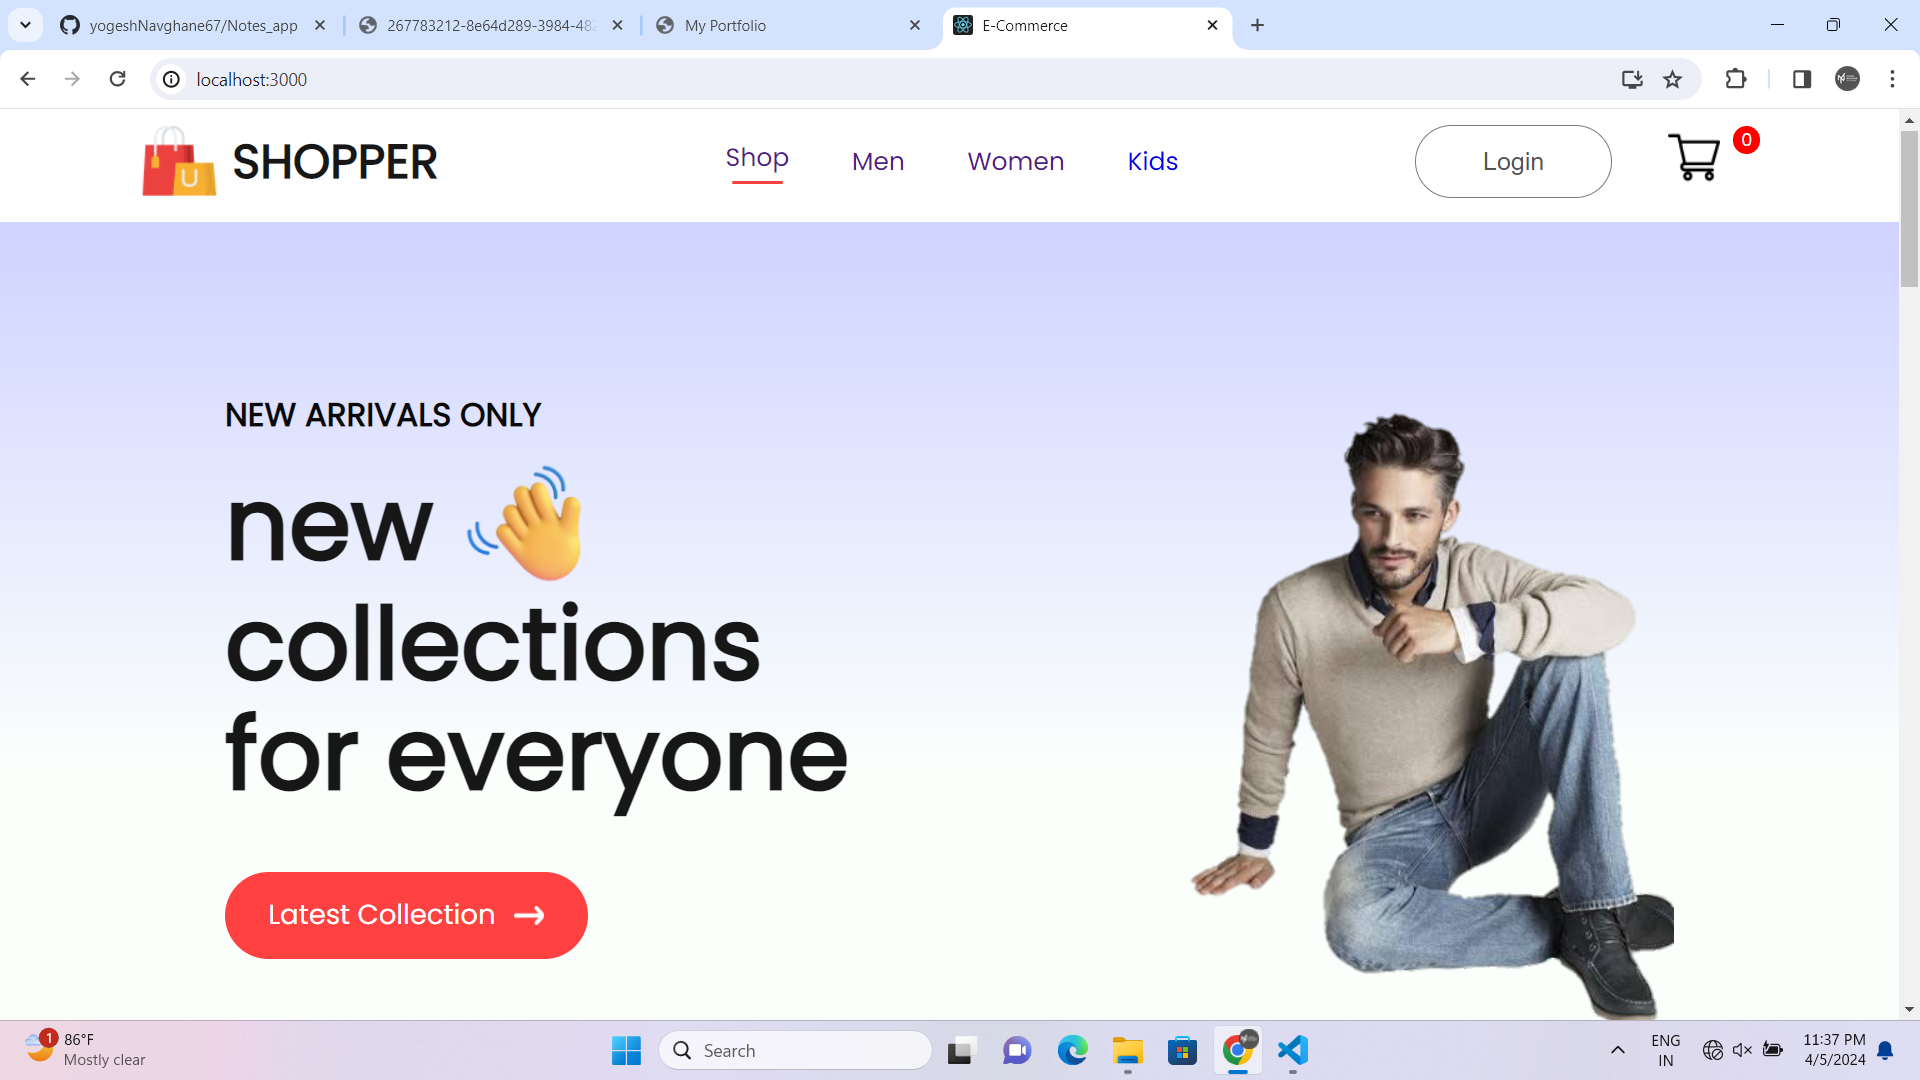 yogeshNavghane67/Notes_app
267783212-8e64d289-3984-482
My Portfolio
E-Commerce
localhost:3000
SHOPPER
Shop
Men
Women
Kids
Login
0
NEW ARRIVALS ONLY
new
collections
for everyone
Latest Collection
1
86°F
Mostly clear
Search
ENG
IN
11:37 PM
4/5/2024